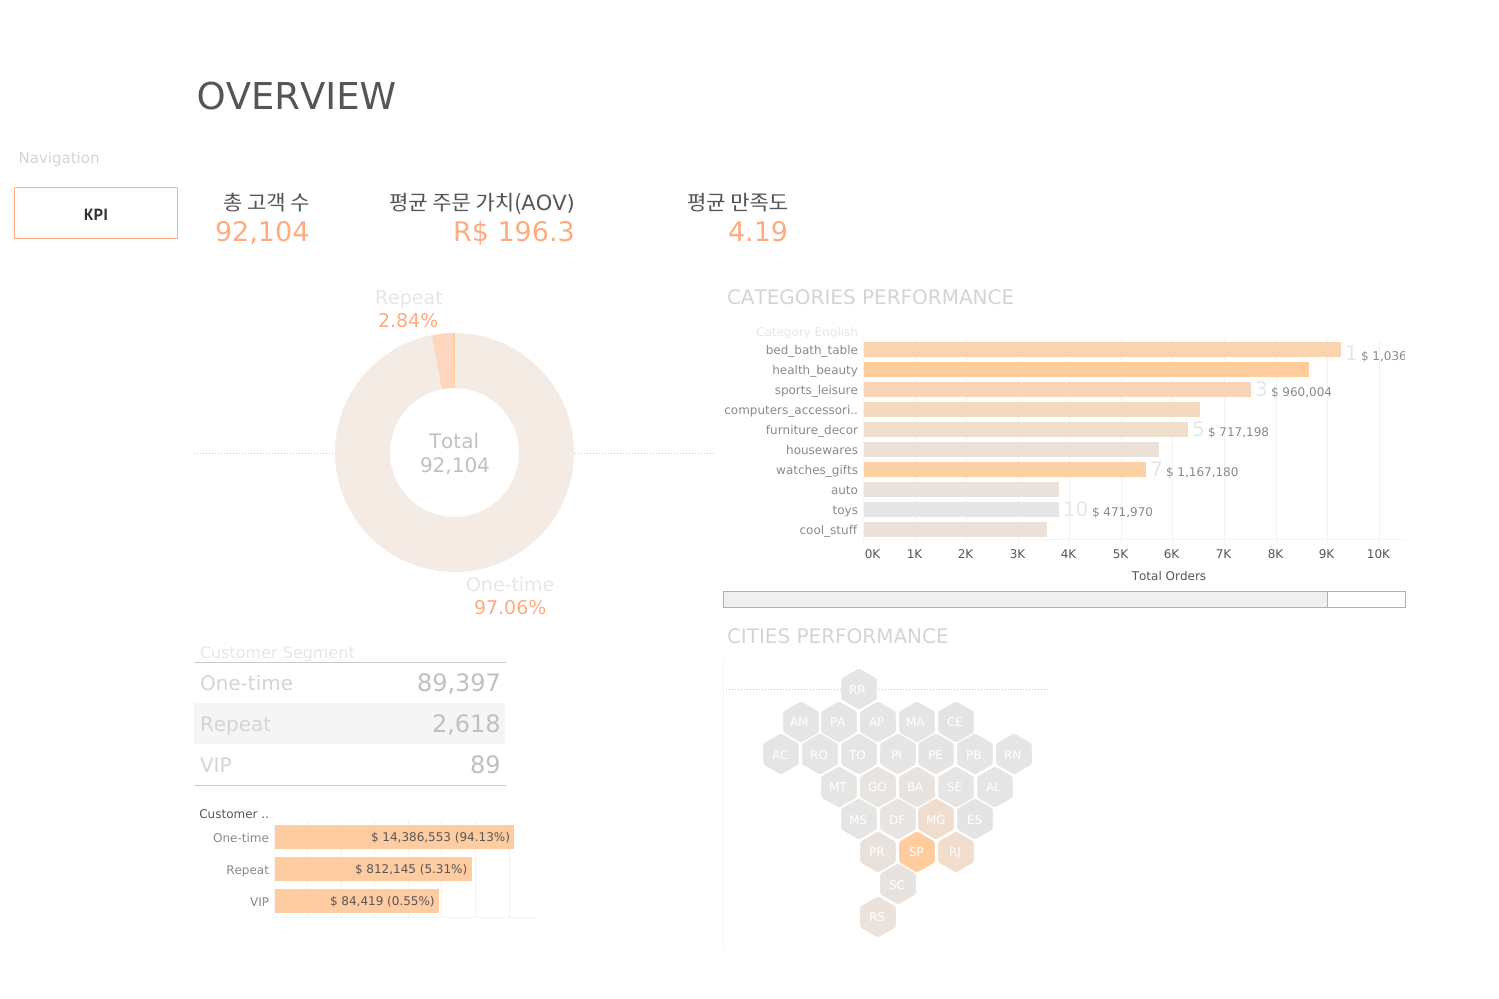 OVERVIEW
Navigation
KPI
총 고객 수
92,104
평균 주문 가치(AOV)
R$ 196.3
평균 만족도
4.19
Repeat
2.84%
Total
92,104
One-time
97.06%
Customer Segment
One-time 89,397
Repeat 2,618
VIP 89
Customer ..
One-time $ 14,386,553 (94.13%)
Repeat $ 812,145 (5.31%)
VIP $ 84,419 (0.55%)
CATEGORIES PERFORMANCE
Category English
bed_bath_table 1 $ 1,036
health_beauty
sports_leisure 3 $ 960,004
computers_accessori..
furniture_decor 5 $ 717,198
housewares
watches_gifts 7 $ 1,167,180
auto
toys 10 $ 471,970
cool_stuff
0K 1K 2K 3K 4K 5K 6K 7K 8K 9K 10K
Total Orders
CITIES PERFORMANCE
RR
AM PA AP MA CE
AC RO TO PI PE PB RN
MT GO BA SE AL
MS DF MG ES
PR SP RJ
SC
RS